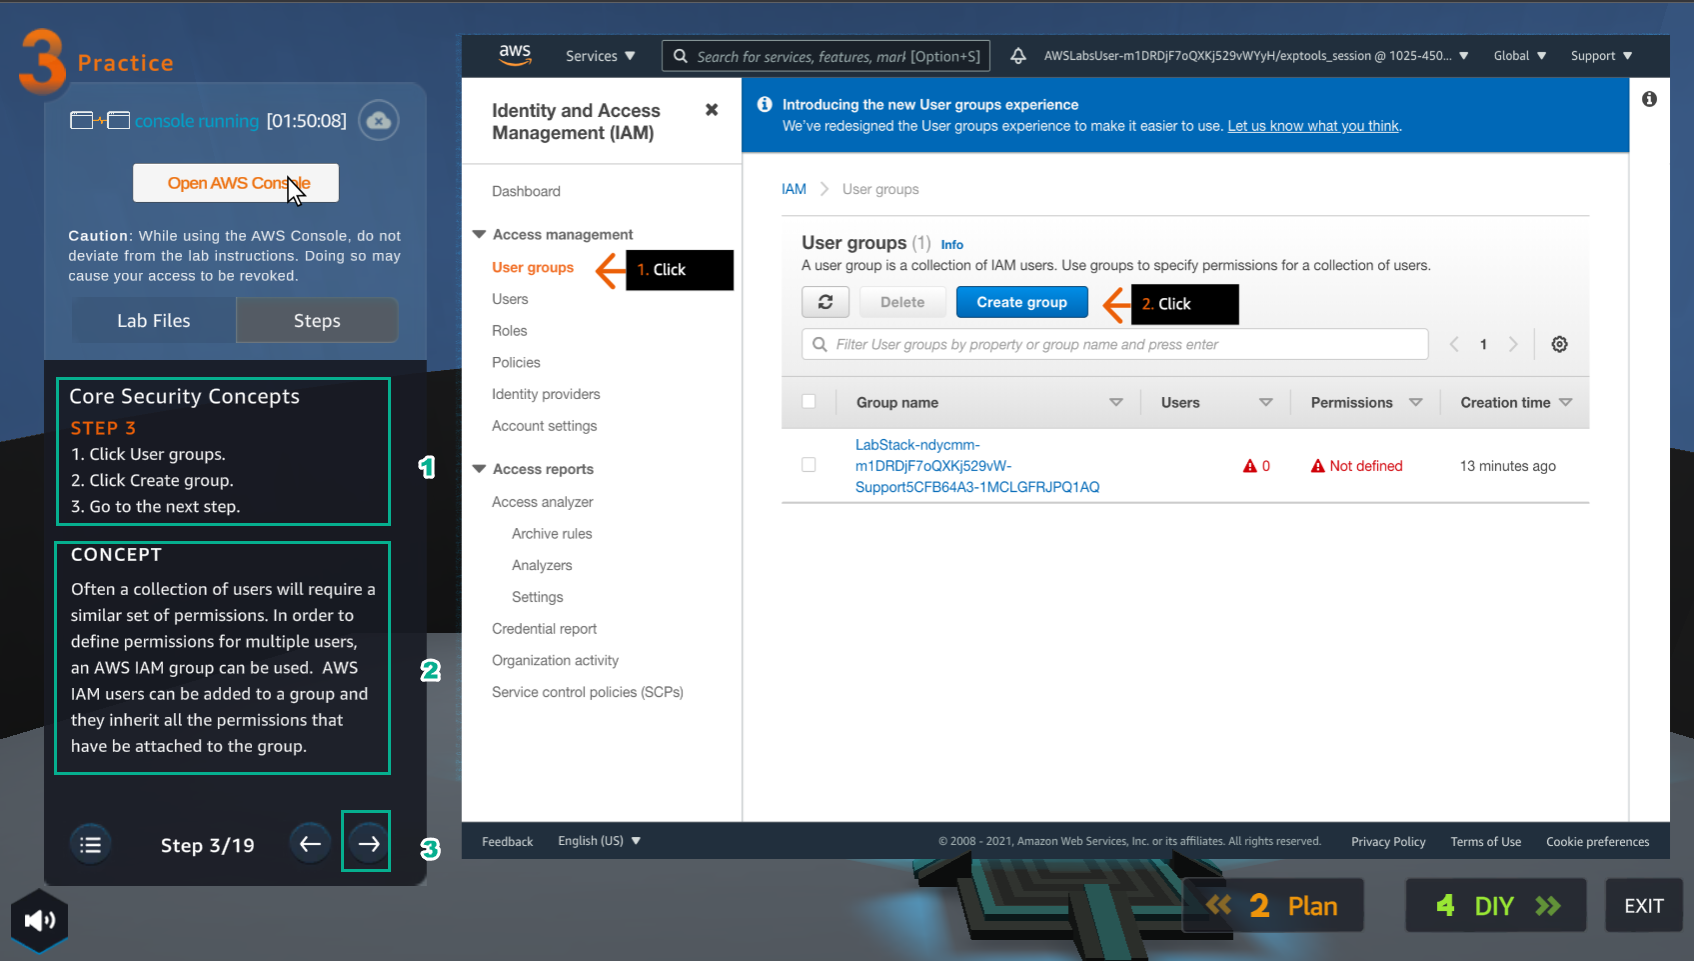 3 Practice
console running [01:50:08]
Open AWS Console
Caution: While using the AWS Console, do not
deviate from the lab instructions. Doing so may
cause your access to be revoked.
Lab Files
Steps
Core Security Concepts
STEP 3
1. Click User groups.
2. Click Create group.
3. Go to the next step.
1
CONCEPT
Often a collection of users will require a
similar set of permissions. In order to
define permissions for multiple users,
an AWS IAM group can be used. AWS
IAM users can be added to a group and
they inherit all the permissions that
have be attached to the group.
2
Step 3/19
3
aws
Services
Search for services, features, mark [Option+S]
AWSLabsUser-m1DRDjF7oQXKj529vWYyH/exptools_session @ 1025-450...
Global
Support
Identity and Access
Management (IAM)
Dashboard
Access management
User groups
1. Click
Users
Roles
Policies
Identity providers
Account settings
Access reports
Access analyzer
Archive rules
Analyzers
Settings
Credential report
Organization activity
Service control policies (SCPs)
Introducing the new User groups experience
We've redesigned the User groups experience to make it easier to use. Let us know what you think.
IAM
User groups
User groups (1) Info
A user group is a collection of IAM users. Use groups to specify permissions for a collection of users.
Delete
Create group
2. Click
Filter User groups by property or group name and press enter
1
Group name
Users
Permissions
Creation time
LabStack-ndycmm-
m1DRDjF7oQXKj529vW-
Support5CFB64A3-1MCLGFRJPQ1AQ
0
Not defined
13 minutes ago
Feedback
English (US)
© 2008 - 2021, Amazon Web Services, Inc. or its affiliates. All rights reserved.
Privacy Policy
Terms of Use
Cookie preferences
2 Plan
4 DIY
EXIT